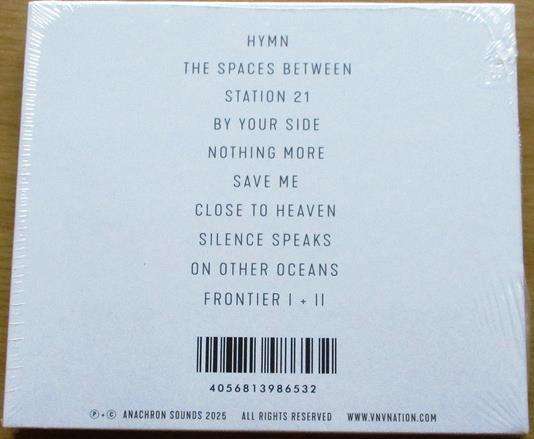 HYMN
THE SPACES BETWEEN
STATION 21
BY YOUR SIDE
NOTHING MORE
SAVE ME
CLOSE TO HEAVEN
SILENCE SPEAKS
ON OTHER OCEANS
FRONTIER I + II
4056813986532
Ⓟ + © ANACHRON SOUNDS 2025 ALL RIGHTS RESERVED WWW.VNVNATION.COM